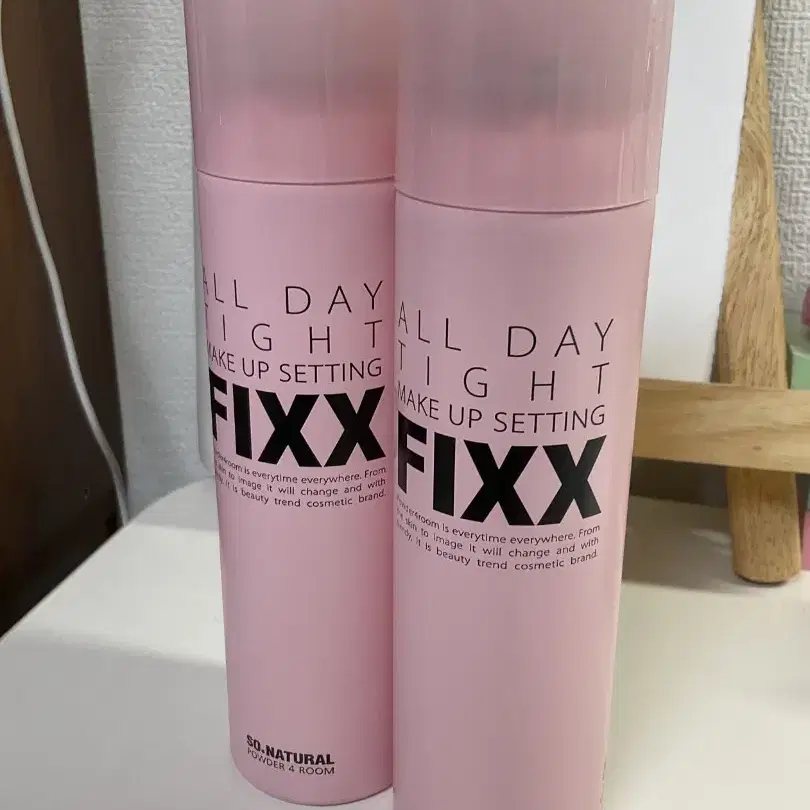 ALL DAY
TIGHT
MAKE UP SETTING
FIXX
is everytime everywhere. From
skin to image it will change and with
it is beauty trend cosmetic brand.
SO.NATURAL
POWDER 4 ROOM
ALL DAY
TIGHT
MAKE UP SETTING
FIXX
is everytime everywhere. From
skin to image it will change and with
it is beauty trend cosmetic brand.